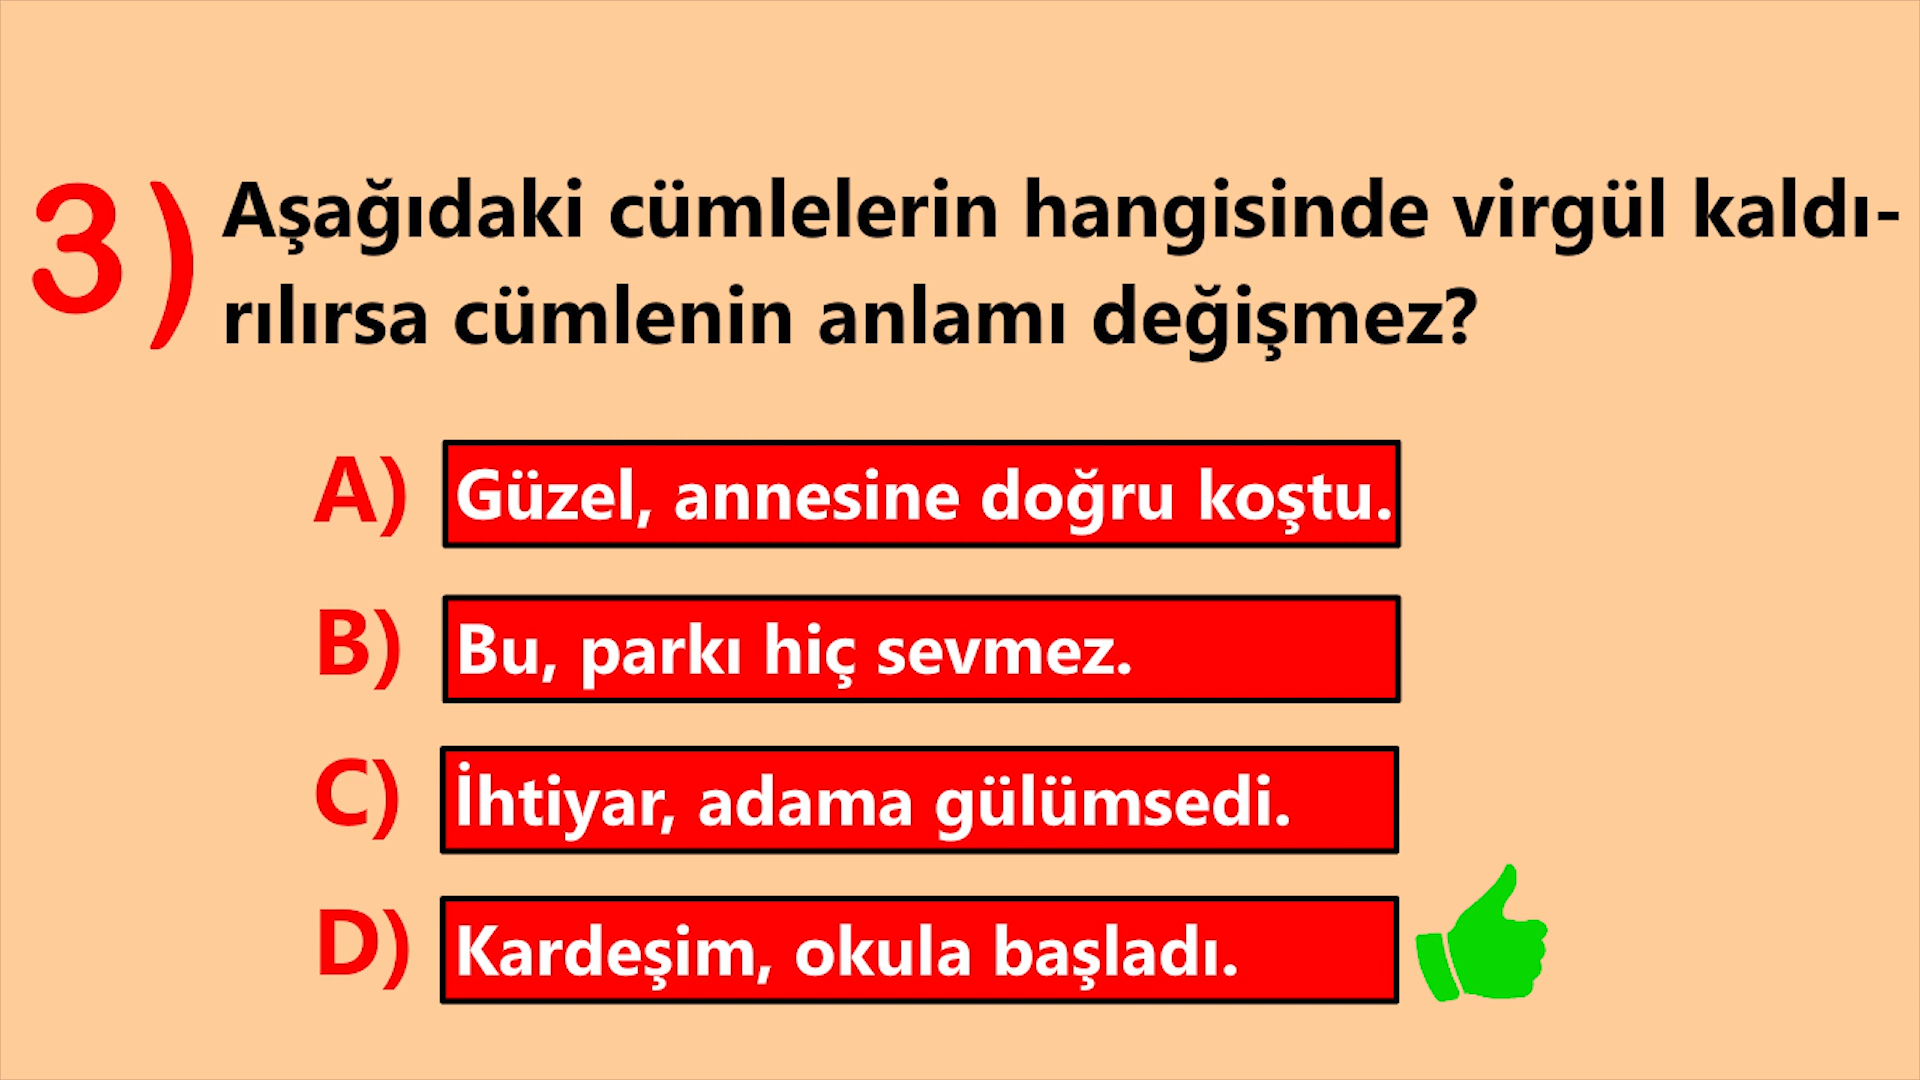 3) Aşağıdaki cümlelerin hangisinde virgül kaldı-
rılırsa cümlenin anlamı değişmez?
A) Güzel, annesine doğru koştu.
B) Bu, parkı hiç sevmez.
C) İhtiyar, adama gülümsedi.
D) Kardeşim, okula başladı.